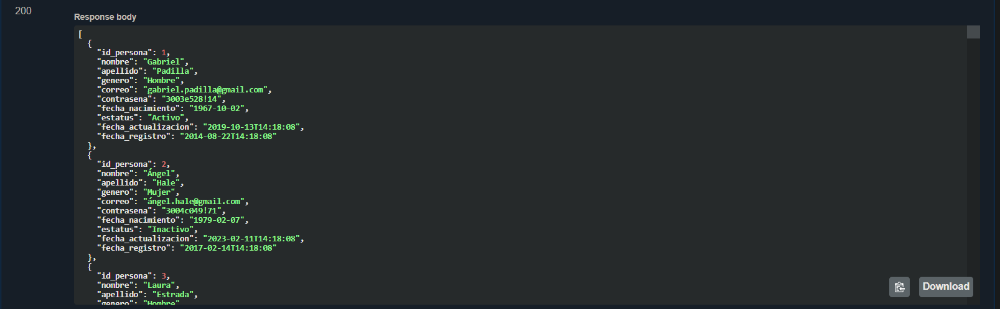 200
Response body
[
{
"id_persona": 1,
"nombre": "Gabriel",
"apellido": "Padilla",
"genero": "Hombre",
"correo": "gabriel.padilla@gmail.com",
"contrasena": "3003e528!14",
"fecha_nacimiento": "1967-10-02",
"estatus": "Activo",
"fecha_actualizacion": "2019-10-13T14:18:08",
"fecha_registro": "2014-08-22T14:18:08"
},
{
"id_persona": 2,
"nombre": "Ángel",
"apellido": "Hale",
"genero": "Mujer",
"correo": "ángel.hale@gmail.com",
"contrasena": "3004c049!71",
"fecha_nacimiento": "1979-02-07",
"estatus": "Inactivo",
"fecha_actualizacion": "2023-02-11T14:18:08",
"fecha_registro": "2017-02-14T14:18:08"
},
{
"id_persona": 3,
"nombre": "Laura",
"apellido": "Estrada",
"genero": "Hombre"
Download